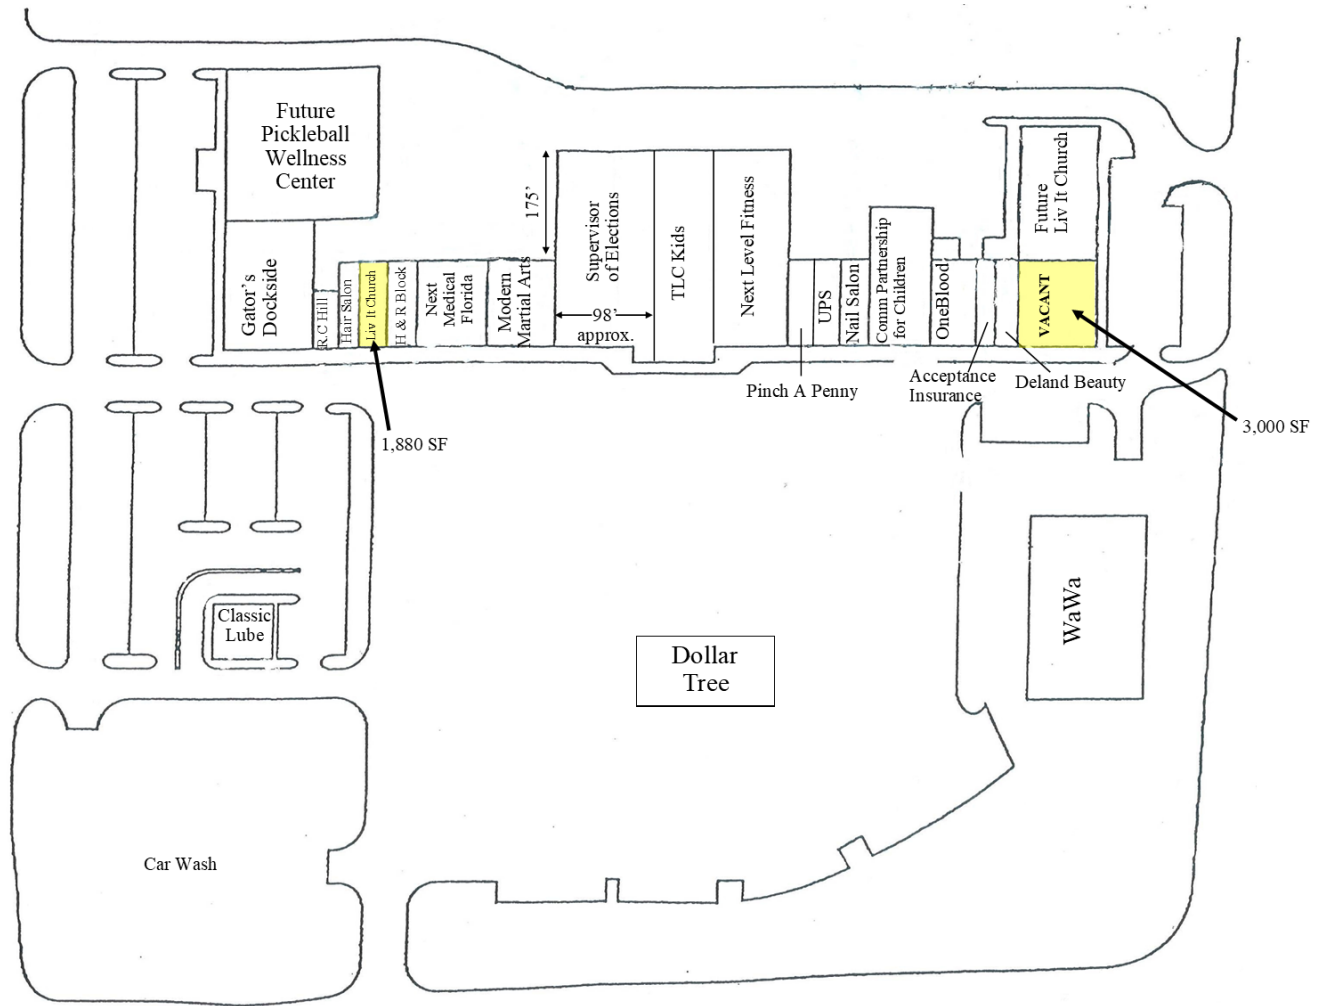 Future
Pickleball
Wellness
Center
Gator's
Dockside
R.C Hill
Hair Salon
Liv It Church
H & R Block
Next
Medical
Florida
Modern
Martial Arts
175'
Supervisor
of Elections
98'
approx.
TLC Kids
Next Level Fitness
UPS
Nail Salon
Comm Partnership
for Children
OneBlood
Future
Liv It Church
VACANT
Pinch A Penny
Acceptance
Insurance
Deland Beauty
1,880 SF
3,000 SF
Classic
Lube
WaWa
Dollar
Tree
Car Wash